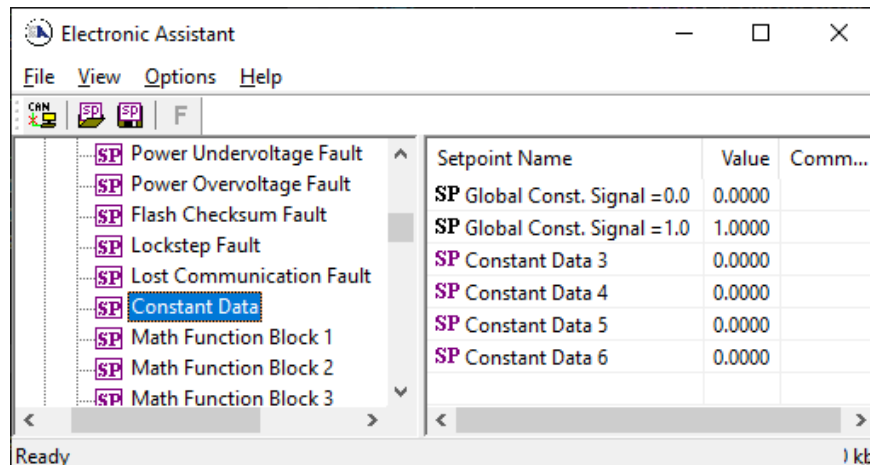 Electronic Assistant
File View Options Help
CAN SP SP F
SP Power Undervoltage Fault
SP Power Overvoltage Fault
SP Flash Checksum Fault
SP Lockstep Fault
SP Lost Communication Fault
SP Constant Data
SP Math Function Block 1
SP Math Function Block 2
SP Math Function Block 3
Setpoint Name Value Comm...
SP Global Const. Signal =0.0 0.0000
SP Global Const. Signal =1.0 1.0000
SP Constant Data 3 0.0000
SP Constant Data 4 0.0000
SP Constant Data 5 0.0000
SP Constant Data 6 0.0000
Ready